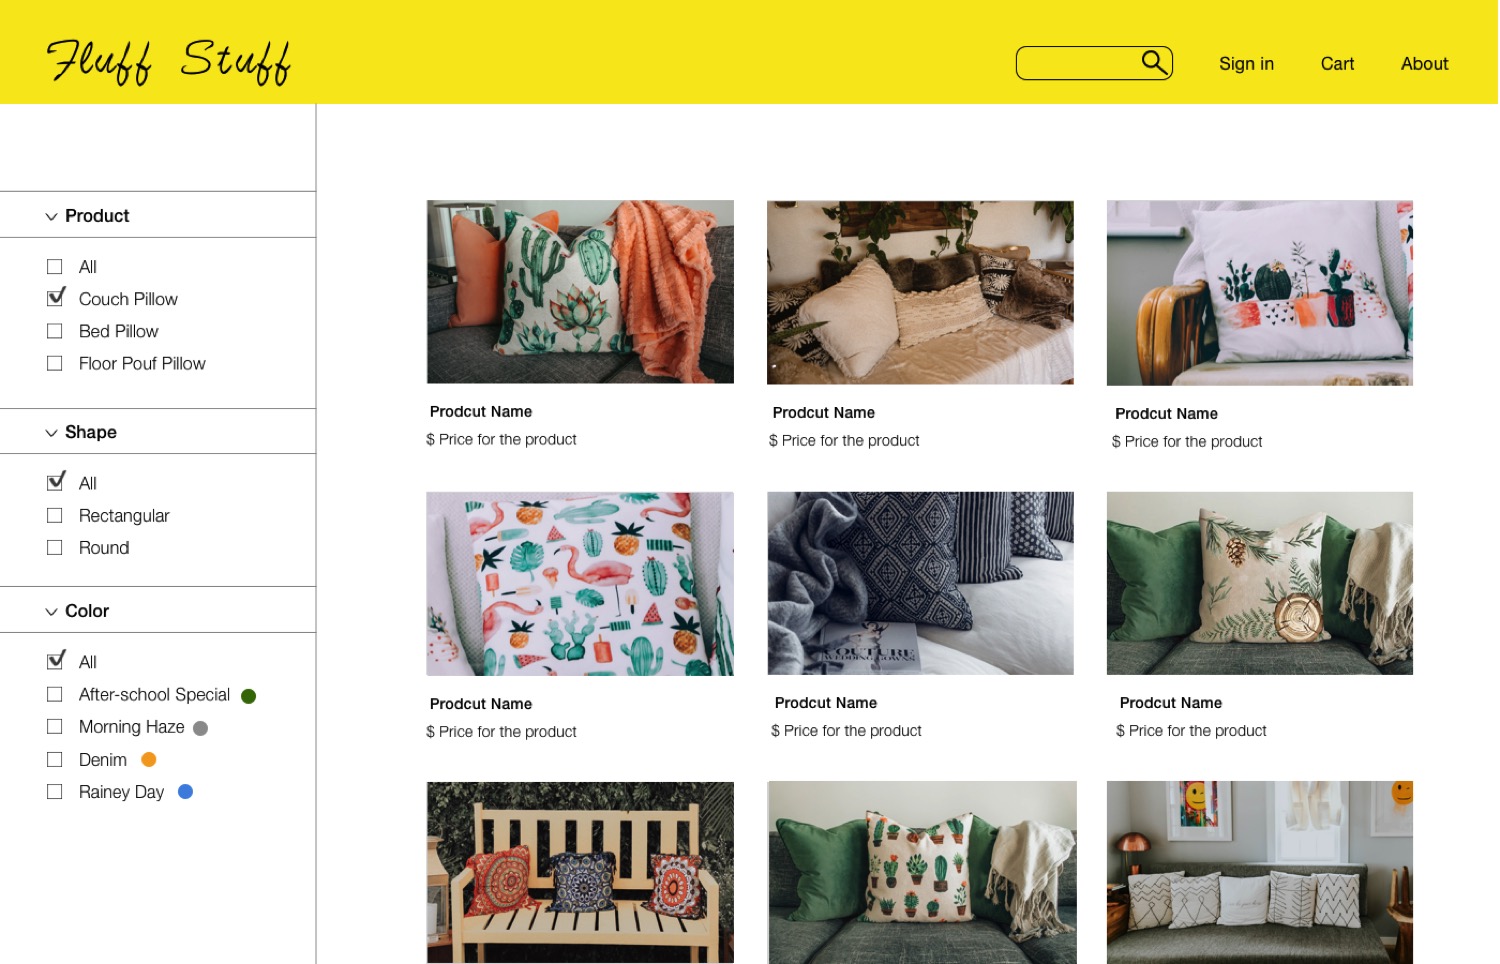 Fluff Stuff
Sign in Cart About
Product
All
Couch Pillow
Bed Pillow
Floor Pouf Pillow
Shape
All
Rectangular
Round
Color
All
After-school Special
Morning Haze
Denim
Rainey Day
Prodcut Name
$ Price for the product
Prodcut Name
$ Price for the product
Prodcut Name
$ Price for the product
COUTURE
WEDDING GOWNS
Prodcut Name
$ Price for the product
Prodcut Name
$ Price for the product
Prodcut Name
$ Price for the product